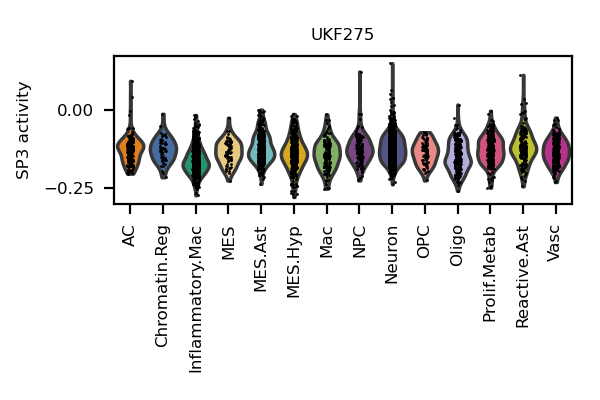 UKF275
SP3 activity
0.00
−0.25
AC
Chromatin.Reg
Inflammatory.Mac
MES
MES.Ast
MES.Hyp
Mac
NPC
Neuron
OPC
Oligo
Prolif.Metab
Reactive.Ast
Vasc